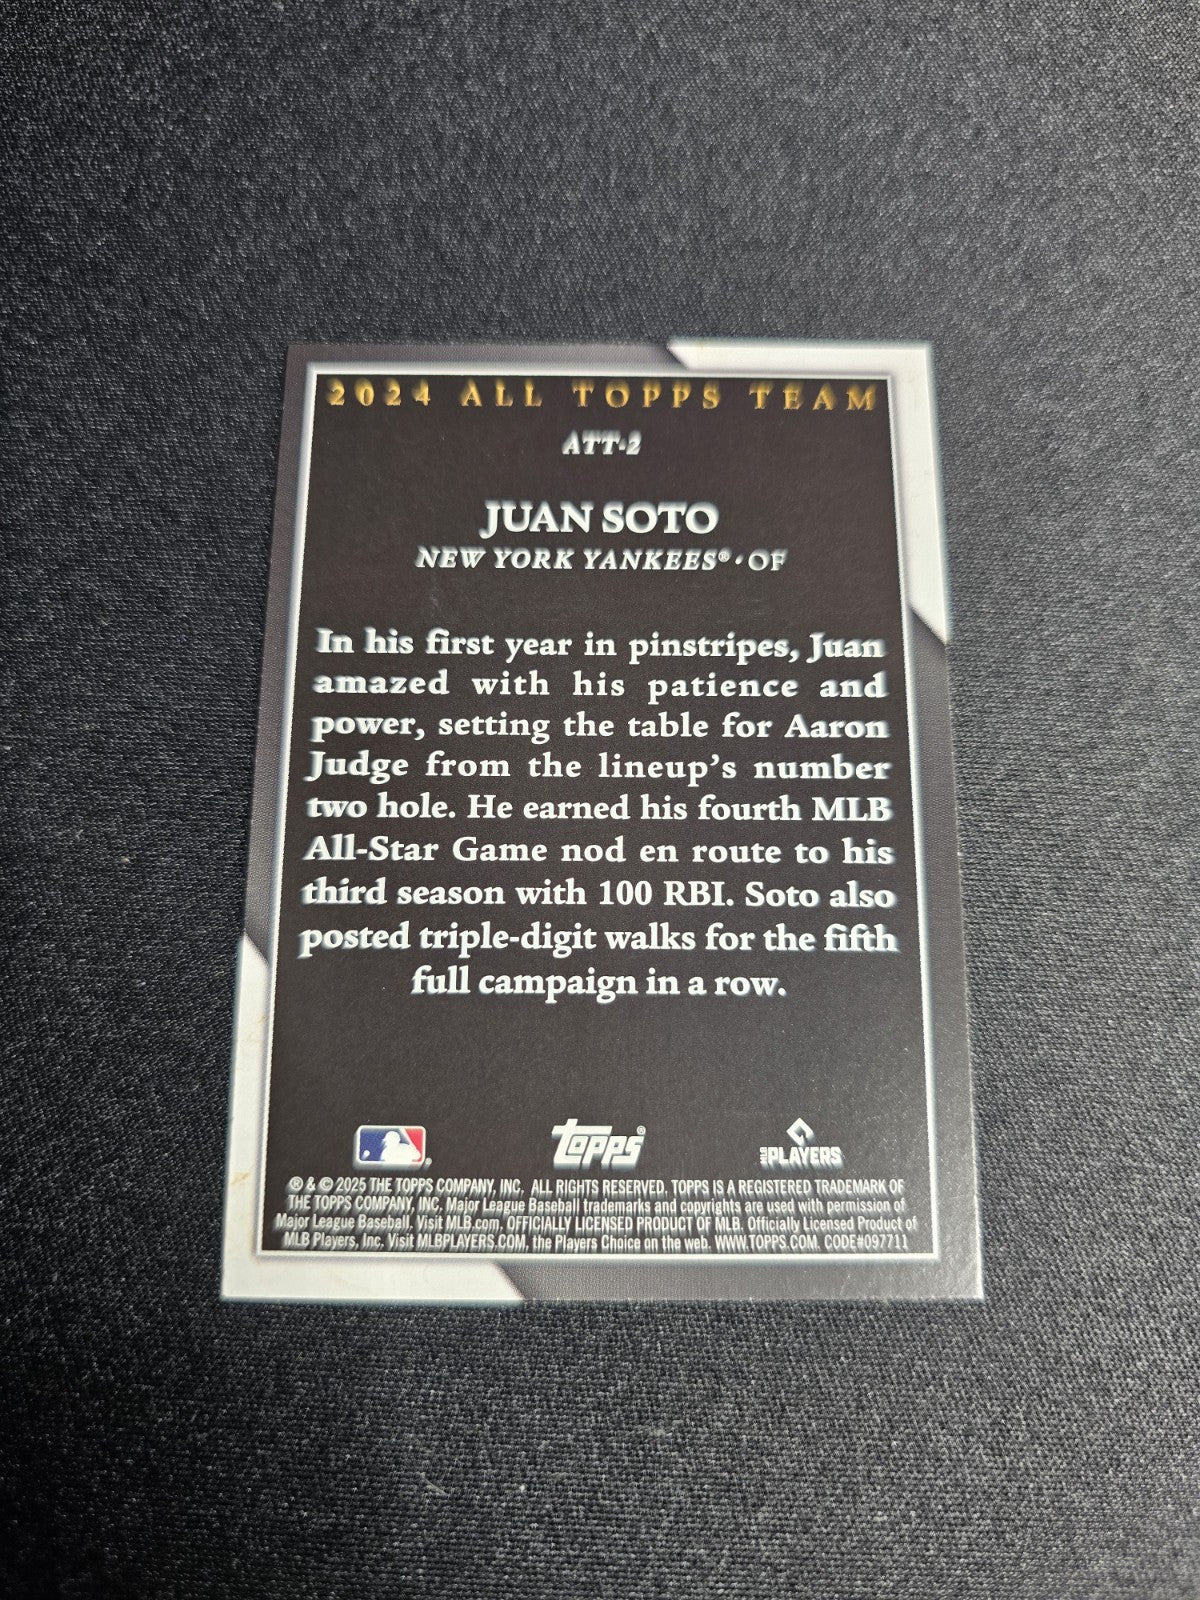 2024 ALL TOPPS TEAM
ATT-2
JUAN SOTO
NEW YORK YANKEES® · OF
In his first year in pinstripes, Juan
amazed with his patience and
power, setting the table for Aaron
Judge from the lineup's number
two hole. He earned his fourth MLB
All-Star Game nod en route to his
third season with 100 RBI. Soto also
posted triple-digit walks for the fifth
full campaign in a row.
topps® MLB PLAYERS
® & © 2025 THE TOPPS COMPANY, INC. ALL RIGHTS RESERVED. TOPPS IS A REGISTERED TRADEMARK OF
THE TOPPS COMPANY, INC. Major League Baseball trademarks and copyrights are used with permission of
Major League Baseball. Visit MLB.com. OFFICIALLY LICENSED PRODUCT OF MLB. Officially Licensed Product of
MLB Players, Inc. Visit MLBPLAYERS.COM, the Players Choice on the web. WWW.TOPPS.COM. CODE#097711